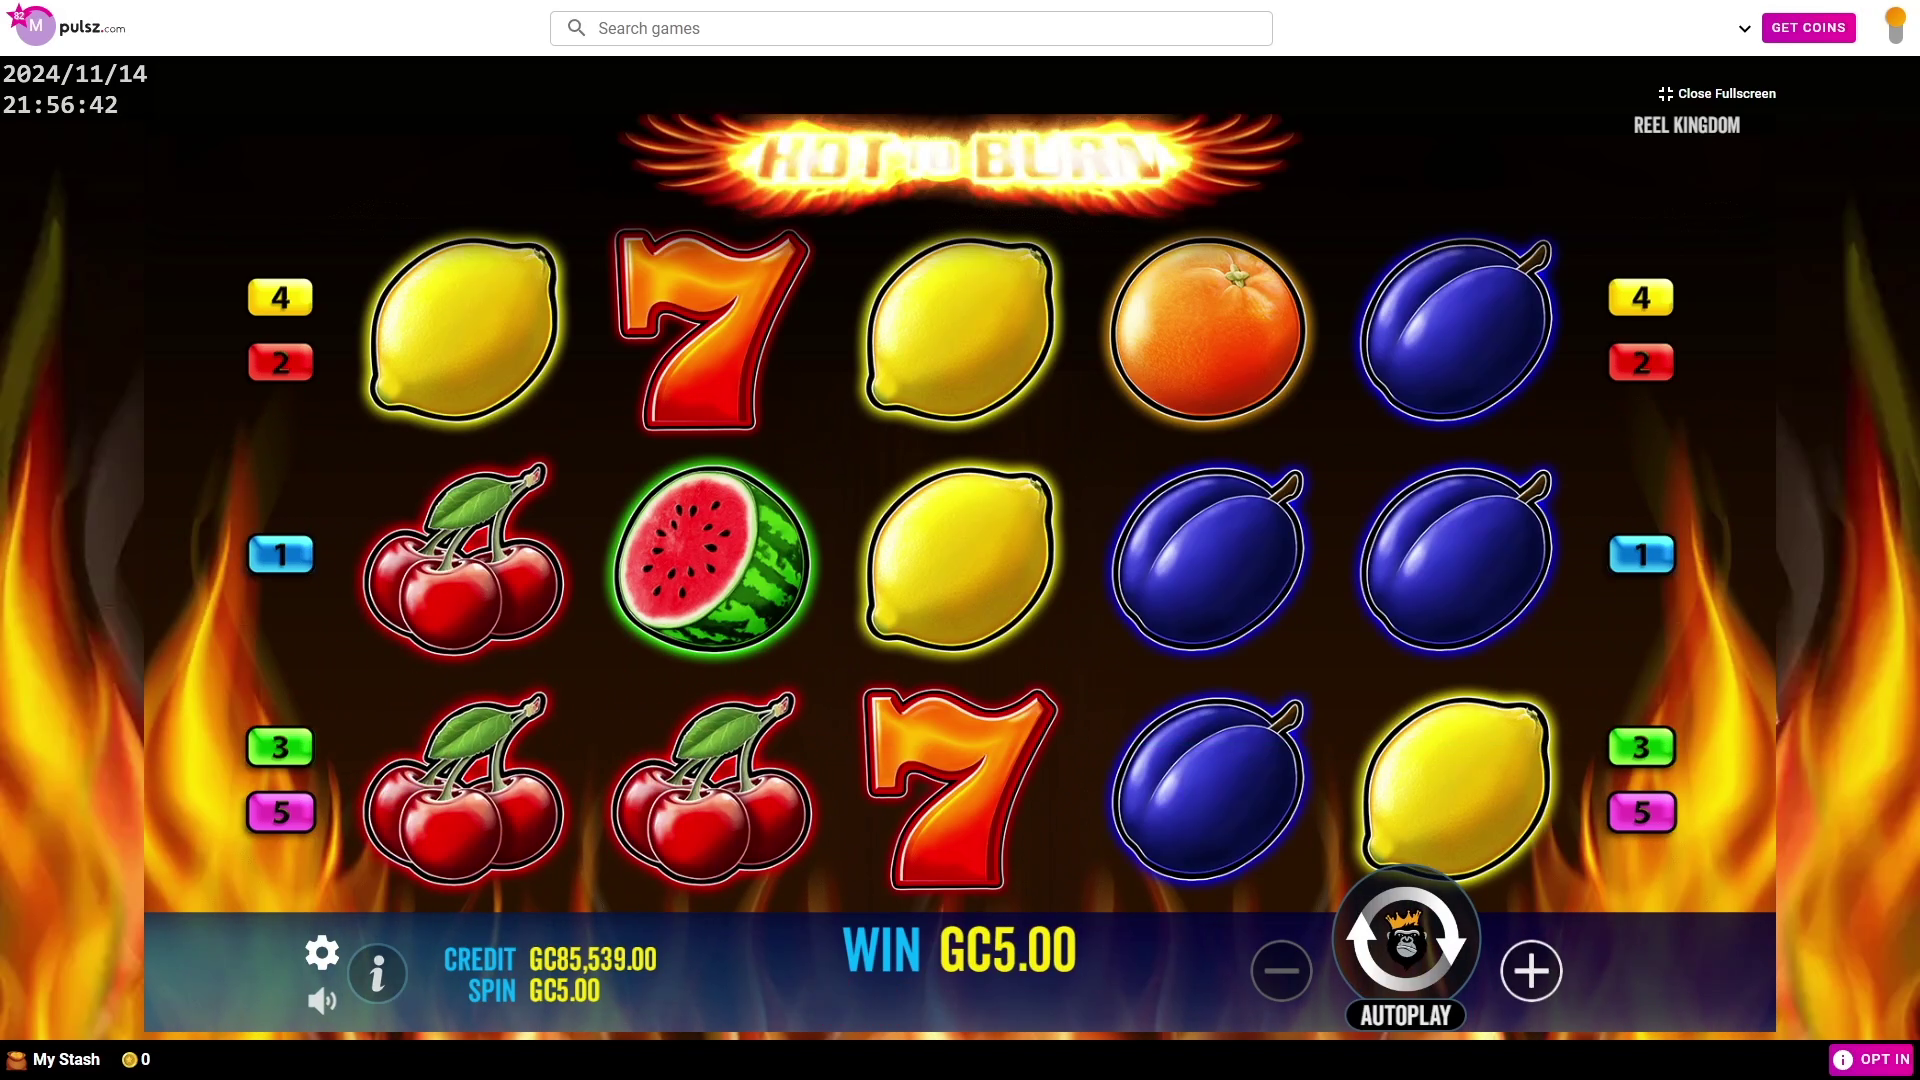 82
M
pulsz.com
Search games
GET COINS
2024/11/14
21:56:42
Close Fullscreen
REEL KINGDOM
HOT TO BURN
4
4
2
2
1
1
3
3
5
5
CREDIT GC85,539.00
SPIN GC5.00
WIN GC5.00
AUTOPLAY
My Stash
0
OPT IN